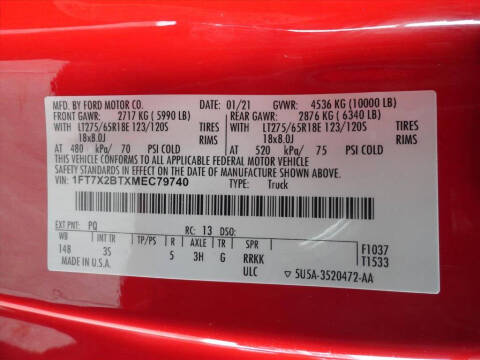 MFD. BY FORD MOTOR CO. 01/21 GVWR: 4536 KG (10000 LB)
FRONT GAWR: 2717 KG (5990 LB) REAR GAWR: 2876 KG (6340 LB)
WITH LT275/65R18E 123/120S TIRES WITH LT275/65R18E 123/120S TIRES
18x8.0J RIMS 18x8.0J RIMS
AT 480 kPa/ 70 PSI COLD AT 520 kPa/ 75 PSI COLD
THIS VEHICLE CONFORMS TO ALL APPLICABLE FEDERAL MOTOR VEHICLE
SAFETY STANDARDS IN EFFECT ON THE DATE OF MANUFACTURE SHOWN ABOVE.
VIN: 1FT7X2BTXMEC79740 TYPE: Truck
EXT PNT: PQ RC: 13 DSO:
WB INT TR TP/PS R AXLE TR SPR F1037
148 3S 5 3H G RRKK T1533
MADE IN U.S.A. ULC 5U5A-3520472-AA